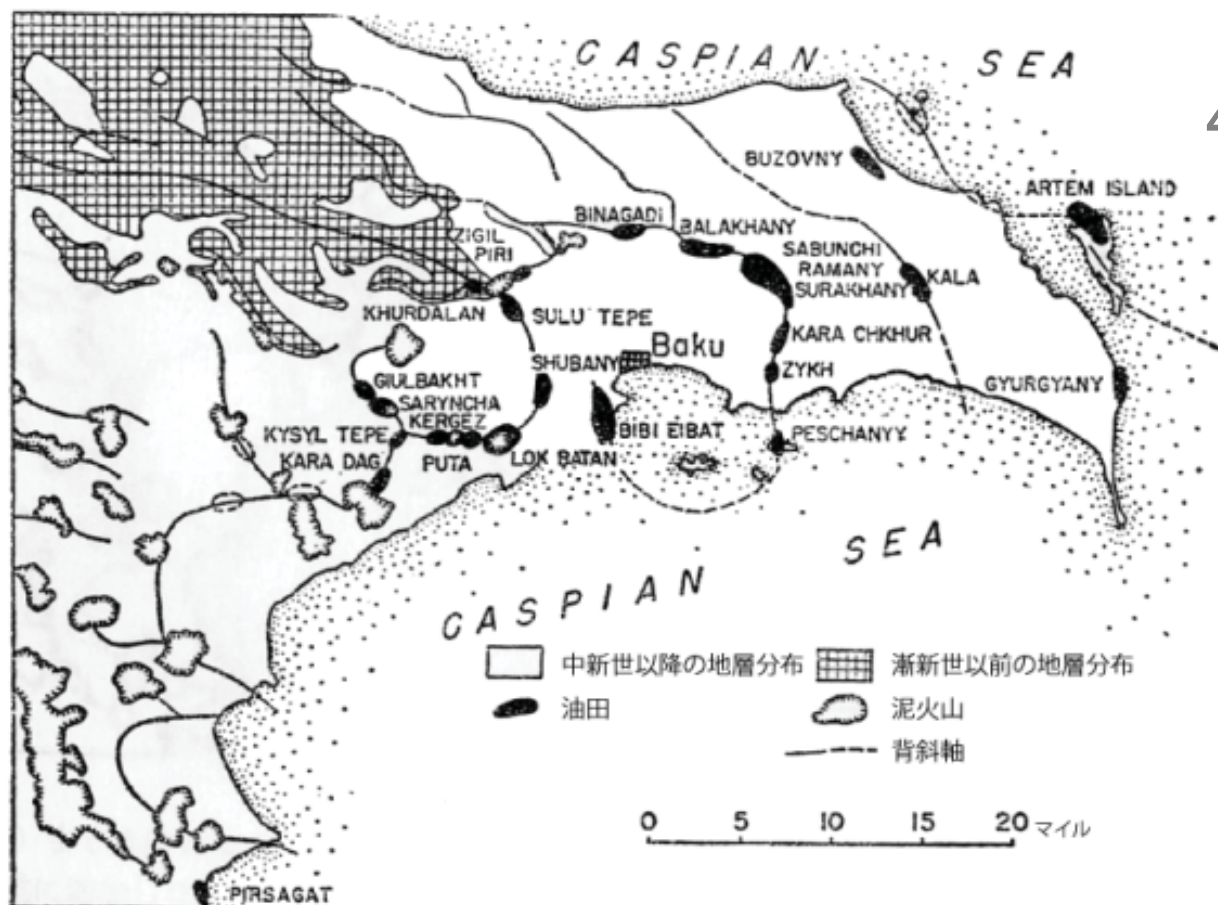 CASPIAN SEA
4
BUZOVNY
ARTEM ISLAND
BINAGADI
BALAKHANY
ZIGIL
PIRI
SABUNCHI
RAMANY
SURAKHANY
KALA
KHURDALAN
SULU TEPE
KARA CHKHUR
Baku
SHUBANY
ZYKH
GIULBAKHT
GYURGYANY
SARYNCHA
KERGEZ
KYSYL TEPE
BIBI EIBAT
PESCHANYY
KARA DAG
PUTA
LOK BATAN
CASPIAN SEA
中新世以降の地層分布
漸新世以前の地層分布
油田
泥火山
背斜軸
0 5 10 15 20 マイル
PIRSAGAT